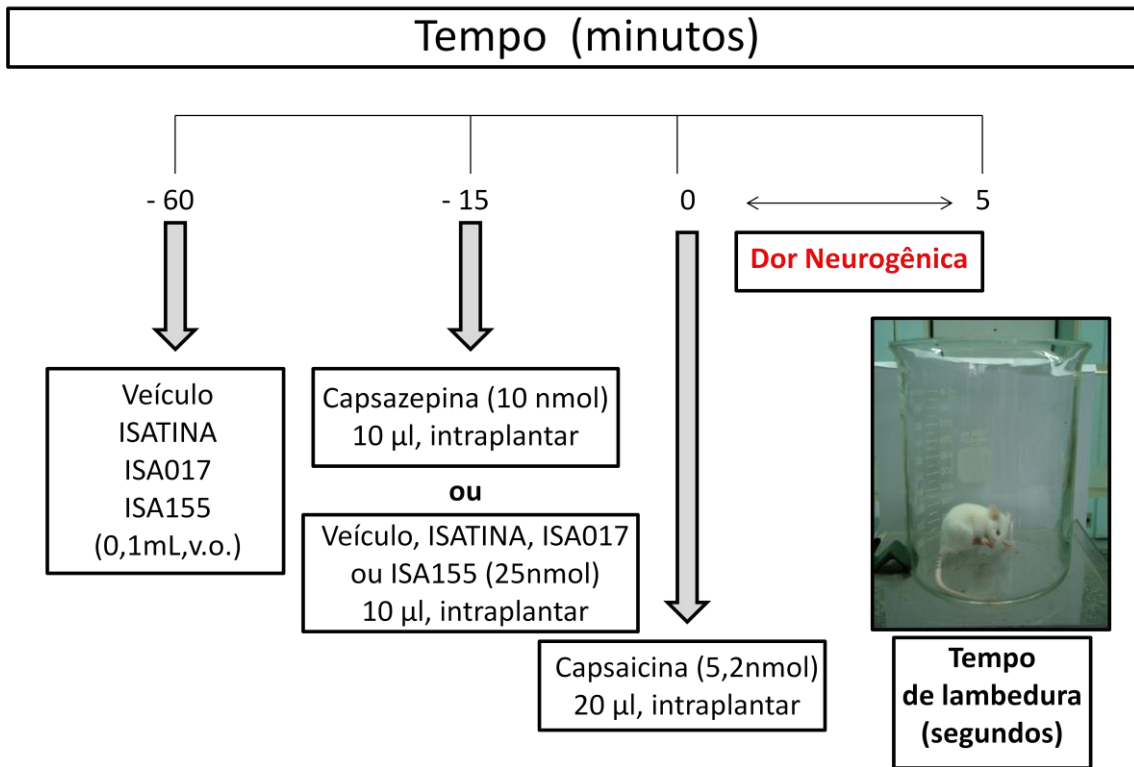 Tempo (minutos)
- 60
- 15
0
5
Dor Neurogênica
Veículo
ISATINA
ISA017
ISA155
(0,1mL,v.o.)
Capsazepina (10 nmol)
10 µl, intraplantar
ou
Veículo, ISATINA, ISA017
ou ISA155 (25nmol)
10 µl, intraplantar
Capsaicina (5,2nmol)
20 µl, intraplantar
Tempo
de lambedura
(segundos)